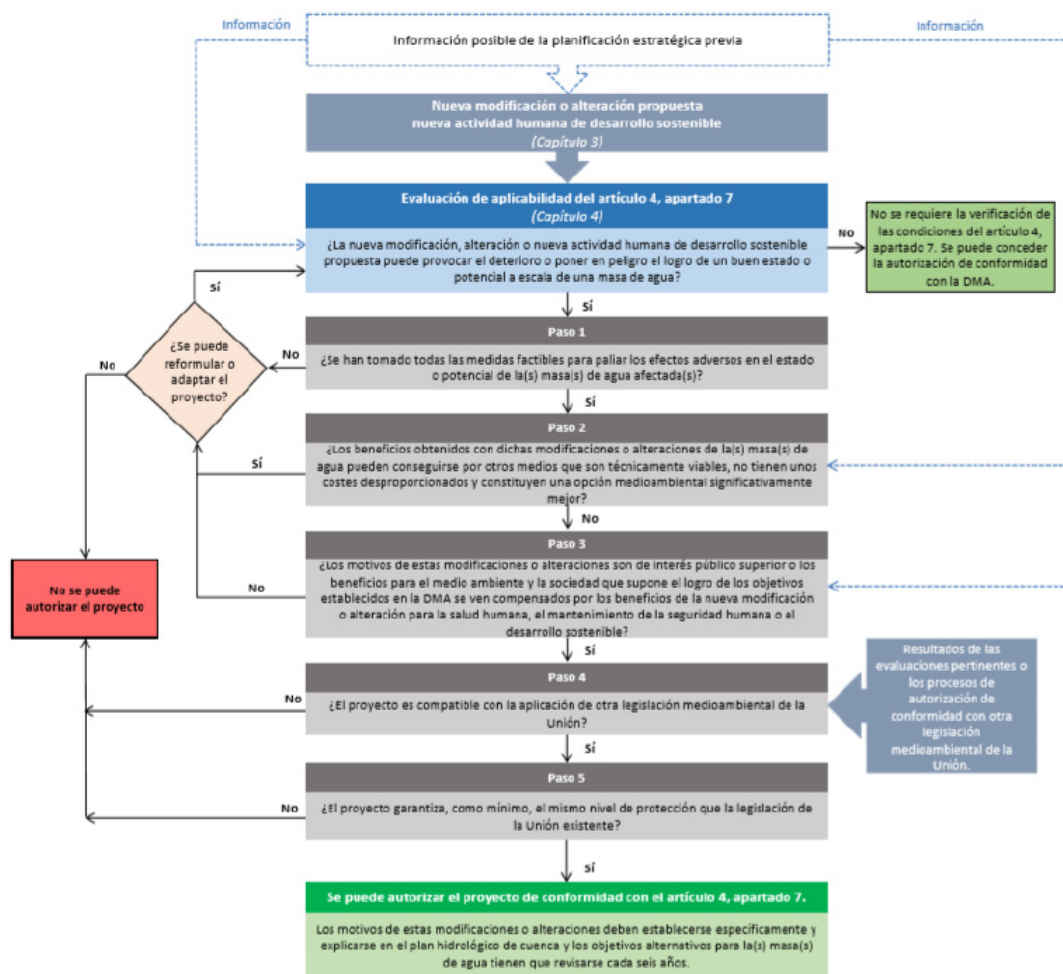 Información
Información
Información posible de la planificación estratégica previa
Nueva modificación o alteración propuesta
nueva actividad humana de desarrollo sostenible
(Capítulo 3)
Evaluación de aplicabilidad del artículo 4, apartado 7
(Capítulo 4)
¿La nueva modificación, alteración o nueva actividad humana de desarrollo sostenible
propuesta puede provocar el deterioro o poner en peligro el logro de un buen estado o
potencial a escala de una masa de agua?
No
No se requiere la verificación de
las condiciones del artículo 4,
apartado 7. Se puede conceder
la autorización de conformidad
con la DMA.
Sí
Sí
Paso 1
¿Se han tomado todas las medidas factibles para paliar los efectos adversos en el estado
o potencial de la(s) masa(s) de agua afectada(s)?
No
¿Se puede
reformular o
adaptar el
proyecto?
No
Sí
Paso 2
¿Los beneficios obtenidos con dichas modificaciones o alteraciones de la(s) masa(s) de
agua pueden conseguirse por otros medios que son técnicamente viables, no tienen unos
costes desproporcionados y constituyen una opción medioambiental significativamente
mejor?
Sí
No
Paso 3
¿Los motivos de estas modificaciones o alteraciones son de interés público superior o los
beneficios para el medio ambiente y la sociedad que supone el logro de los objetivos
establecidos en la DMA se ven compensados por los beneficios de la nueva modificación
o alteración para la salud humana, el mantenimiento de la seguridad humana o el
desarrollo sostenible?
No
No se puede
autorizar el proyecto
Sí
Paso 4
¿El proyecto es compatible con la aplicación de otra legislación medioambiental de la
Unión?
No
Resultados de las
evaluaciones pertinentes o
los procesos de
autorización de
conformidad con otra
legislación
medioambiental de la
Unión.
Sí
Paso 5
¿El proyecto garantiza, como mínimo, el mismo nivel de protección que la legislación de
la Unión existente?
No
Sí
Se puede autorizar el proyecto de conformidad con el artículo 4, apartado 7.
Los motivos de estas modificaciones o alteraciones deben establecerse específicamente y
explicarse en el plan hidrológico de cuenca y los objetivos alternativos para la(s) masa(s)
de agua tienen que revisarse cada seis años.